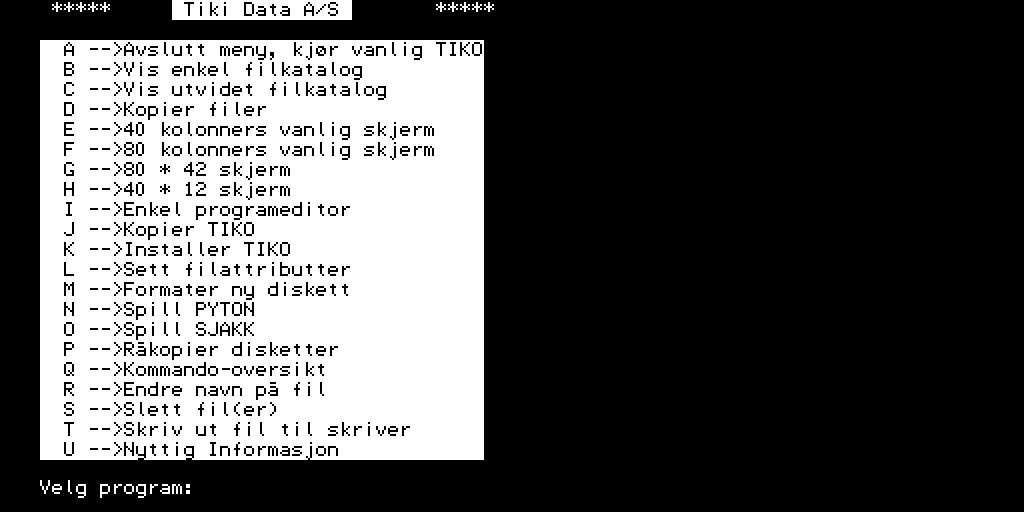 ***** Tiki Data A/S *****
A -->Avslutt meny, kjør vanlig TIKO
B -->Vis enkel filkatalog
C -->Vis utvidet filkatalog
D -->Kopier filer
E -->40 kolonners vanlig skjerm
F -->80 kolonners vanlig skjerm
G -->80 * 42 skjerm
H -->40 * 12 skjerm
I -->Enkel programeditor
J -->Kopier TIKO
K -->Installer TIKO
L -->Sett filattributter
M -->Formater ny diskett
N -->Spill PYTON
O -->Spill SJAKK
P -->Råkopier disketter
Q -->Kommando-oversikt
R -->Endre navn på fil
S -->Slett fil(er)
T -->Skriv ut fil til skriver
U -->Nyttig Informasjon
Velg program: